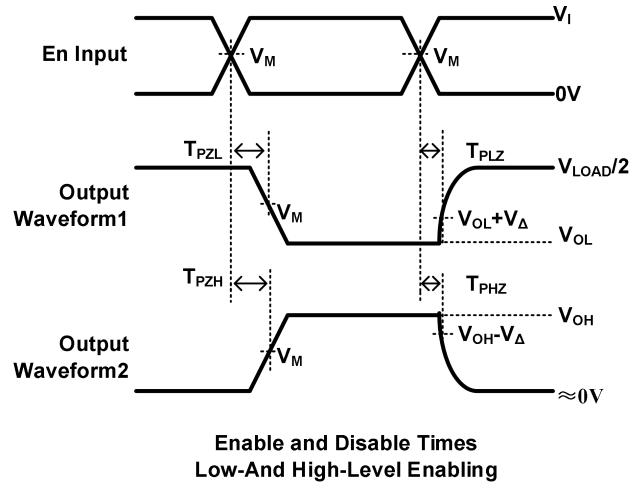 V_I
En Input
V_M
V_M
0V
T_PZL
T_PLZ
V_LOAD/2
Output
Waveform1
V_M
V_OL+V_Δ
V_OL
T_PZH
T_PHZ
V_OH
V_OH-V_Δ
Output
Waveform2
V_M
≈0V
Enable and Disable Times
Low-And High-Level Enabling